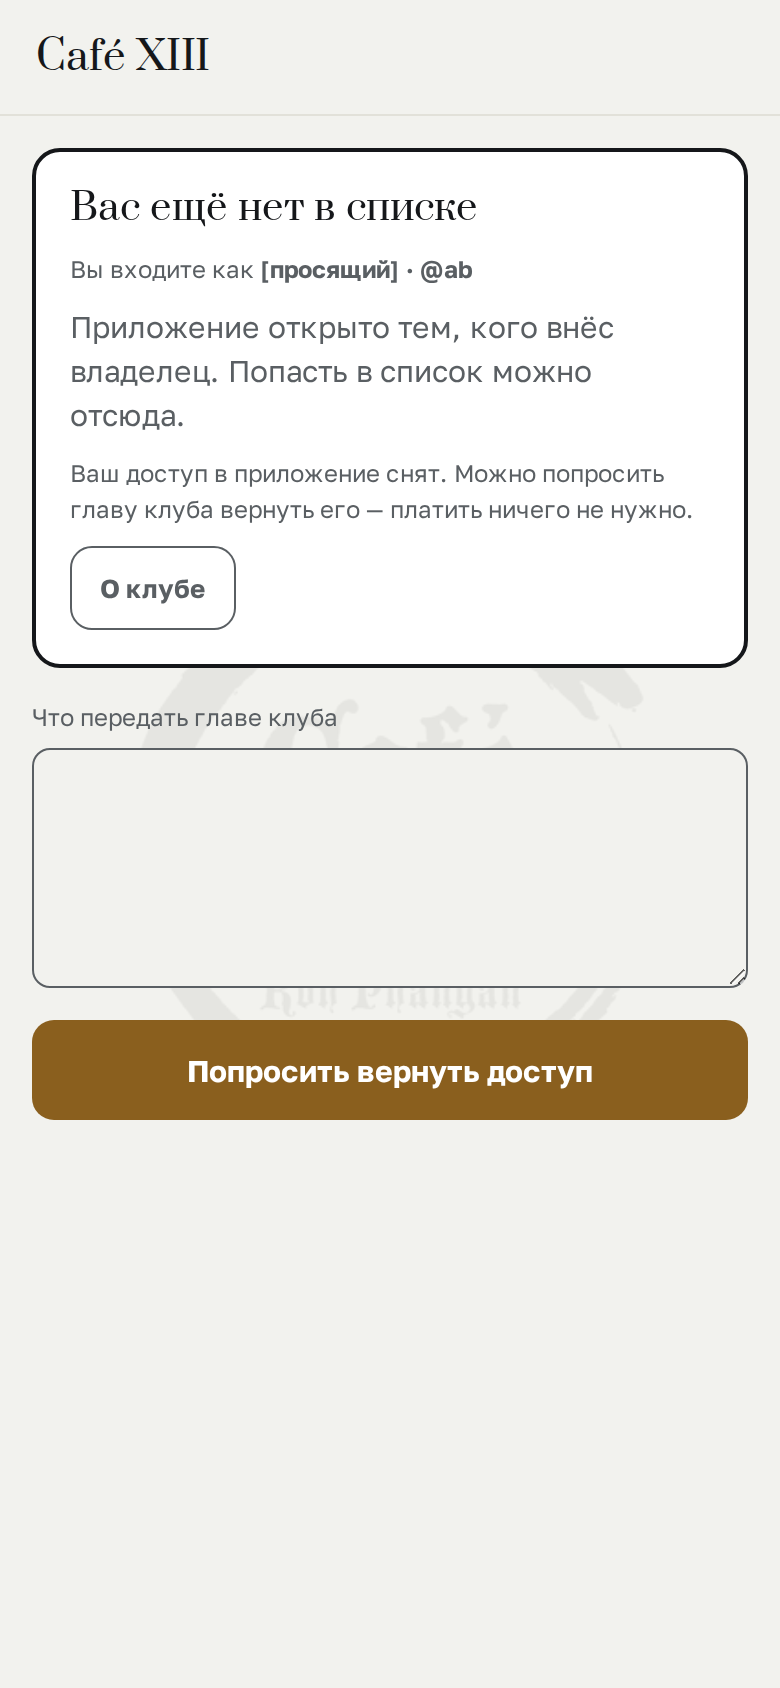 Café XIII
Вас ещё нет в списке
Вы входите как [просящий] · @ab
Приложение открыто тем, кого внёс
владелец. Попасть в список можно
отсюда.
Ваш доступ в приложение снят. Можно попросить
главу клуба вернуть его — платить ничего не нужно.
О клубе
Что передать главе клуба
Koh Phangan
Попросить вернуть доступ